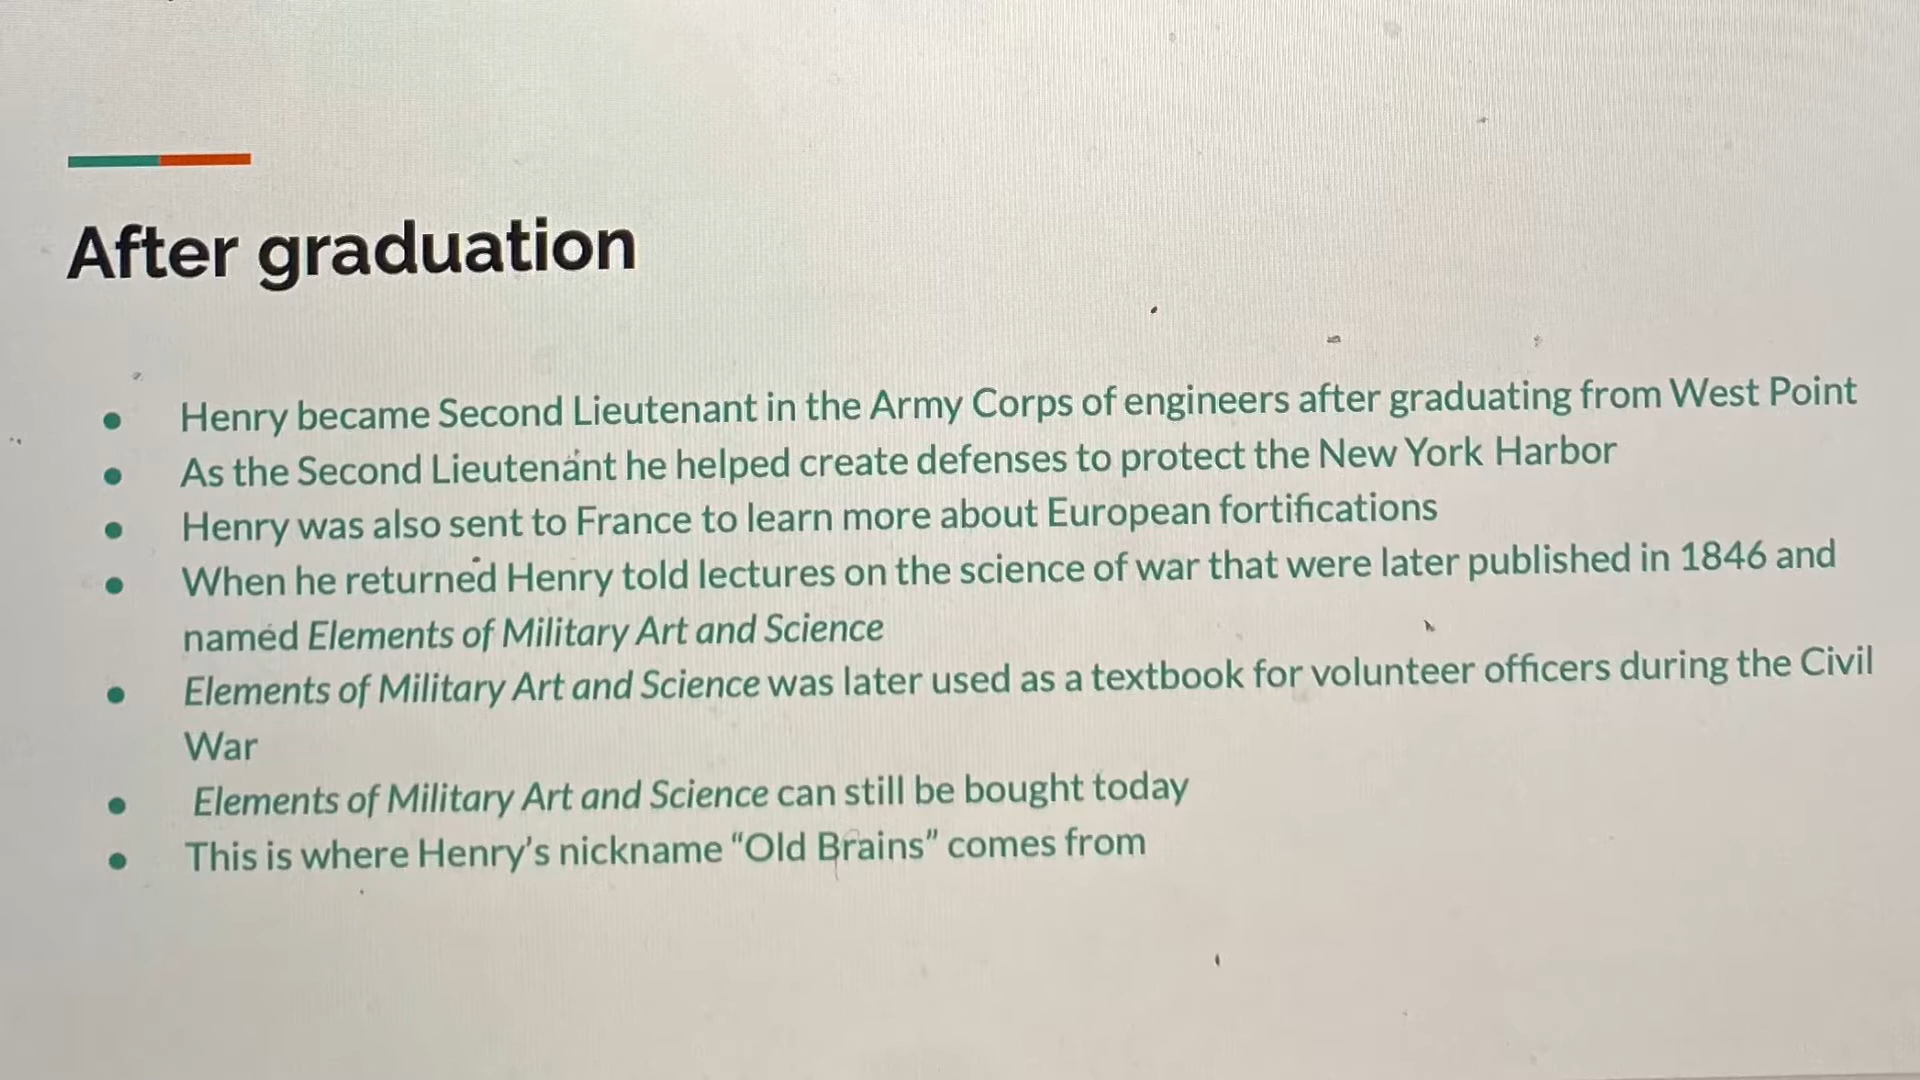 After graduation
● Henry became Second Lieutenant in the Army Corps of engineers after graduating from West Point
● As the Second Lieutenant he helped create defenses to protect the New York Harbor
● Henry was also sent to France to learn more about European fortifications
● When he returned Henry told lectures on the science of war that were later published in 1846 and
named Elements of Military Art and Science
● Elements of Military Art and Science was later used as a textbook for volunteer officers during the Civil
War
● Elements of Military Art and Science can still be bought today
● This is where Henry's nickname “Old Brains” comes from